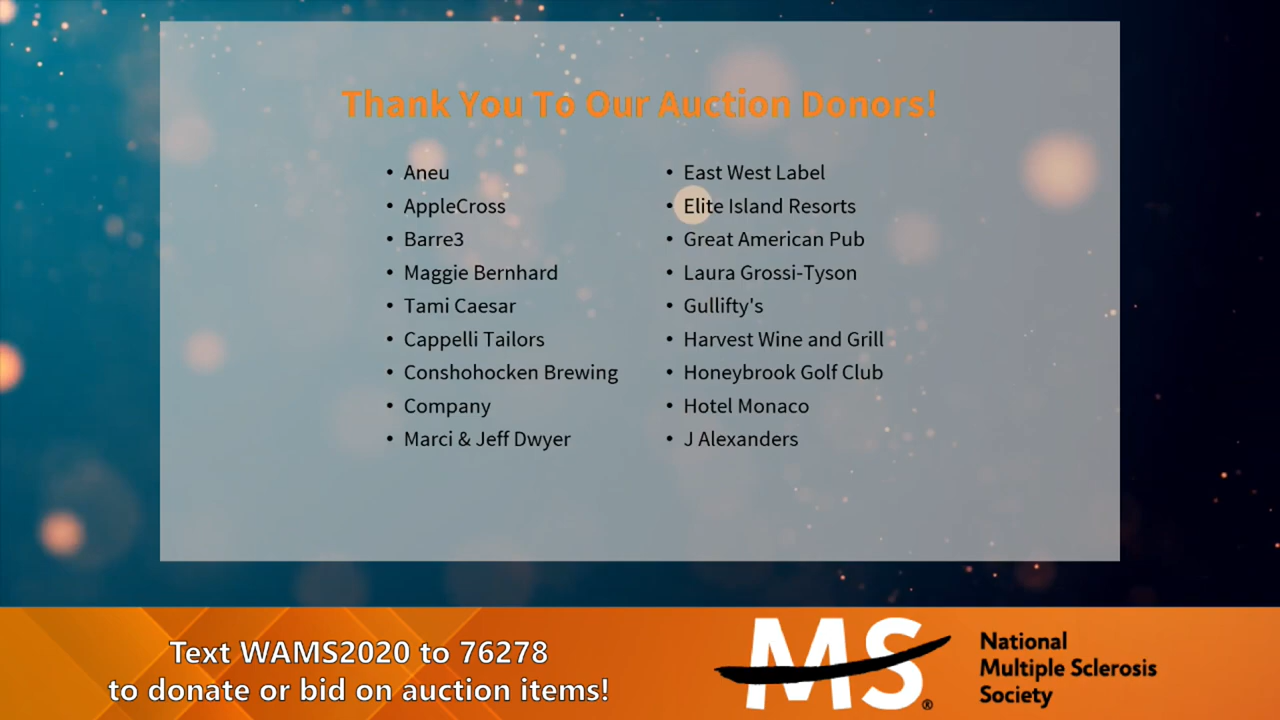 Thank You To Our Auction Donors!
• Aneu
• AppleCross
• Barre3
• Maggie Bernhard
• Tami Caesar
• Cappelli Tailors
• Conshohocken Brewing
• Company
• Marci & Jeff Dwyer
• East West Label
• Elite Island Resorts
• Great American Pub
• Laura Grossi-Tyson
• Gullifty's
• Harvest Wine and Grill
• Honeybrook Golf Club
• Hotel Monaco
• J Alexanders
Text WAMS2020 to 76278
to donate or bid on auction items!
MS®
National
Multiple Sclerosis
Society